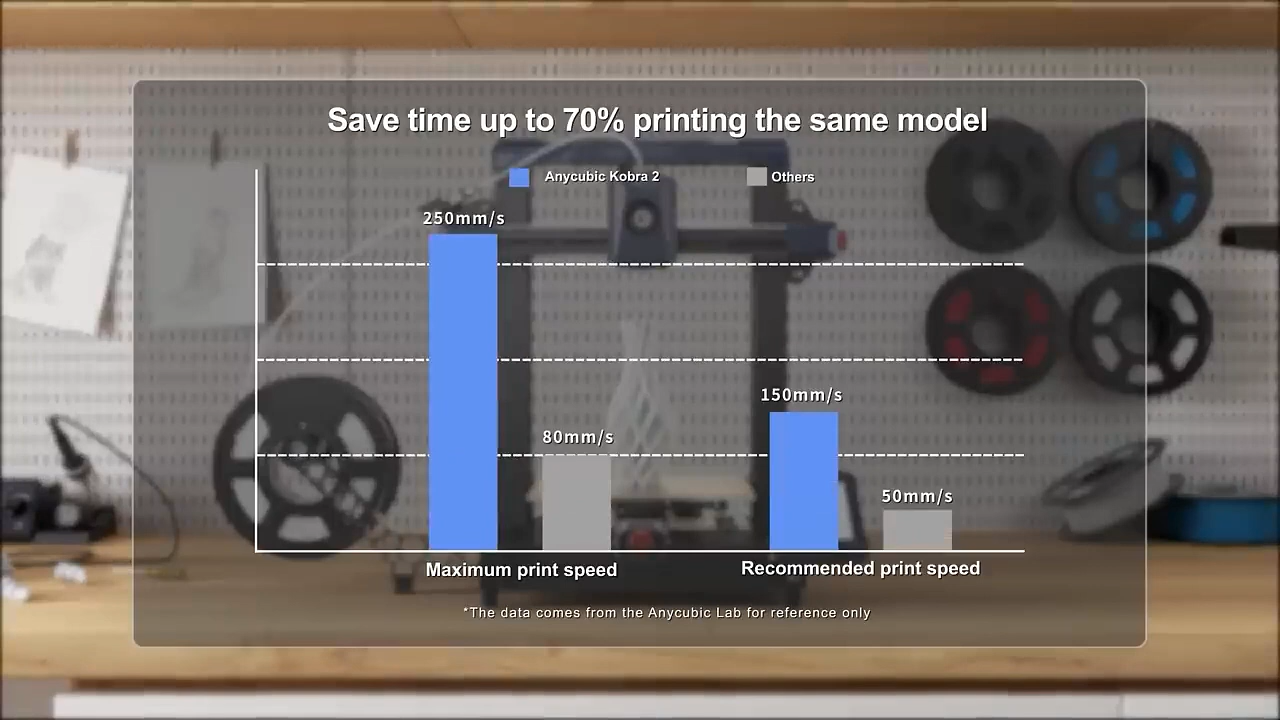 Save time up to 70% printing the same model
Anycubic Kobra 2
Others
250mm/s
80mm/s
150mm/s
50mm/s
Maximum print speed
Recommended print speed
*The data comes from the Anycubic Lab for reference only